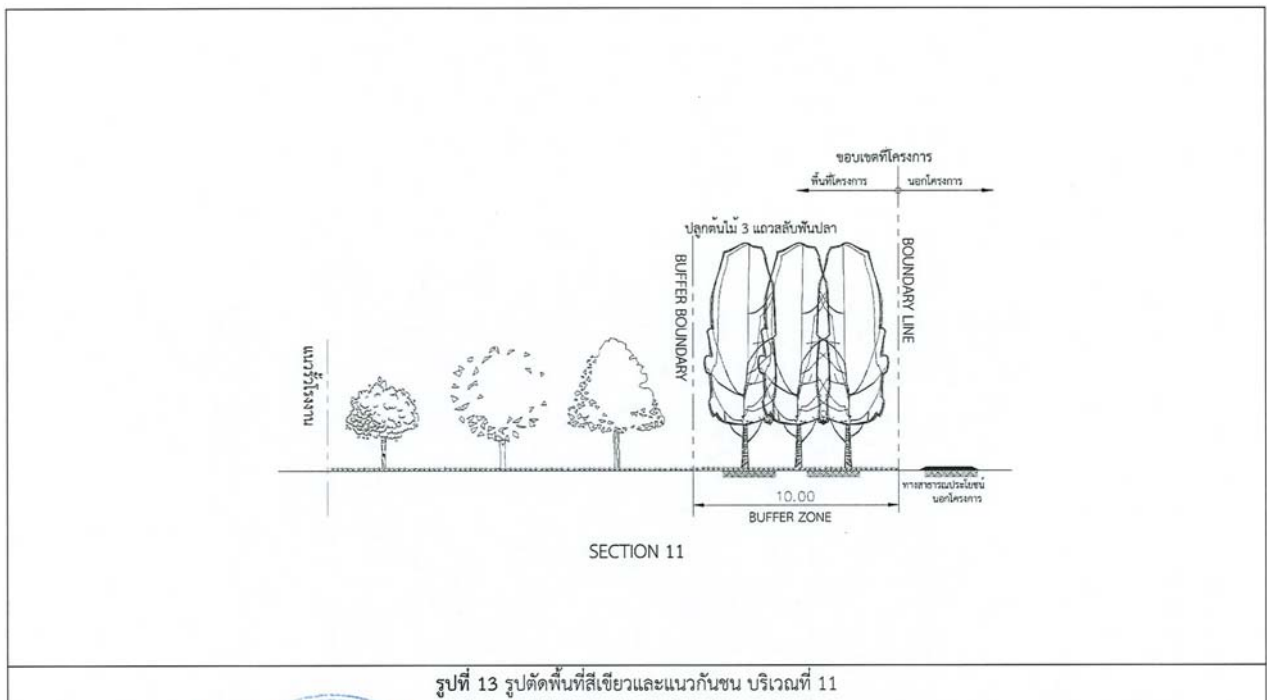 ขอบเขตที่โครงการ
พื้นที่โครงการ
นอกโครงการ
ปลูกต้นไม้ 3 แถวสลับฟันปลา
BUFFER BOUNDARY
BOUNDARY LINE
แนวรั้วโรงงาน
ทางสาธารณประโยชน์
นอกโครงการ
10.00
BUFFER ZONE
SECTION 11
รูปที่ 13 รูปตัดพื้นที่สีเขียวและแนวกันชน บริเวณที่ 11